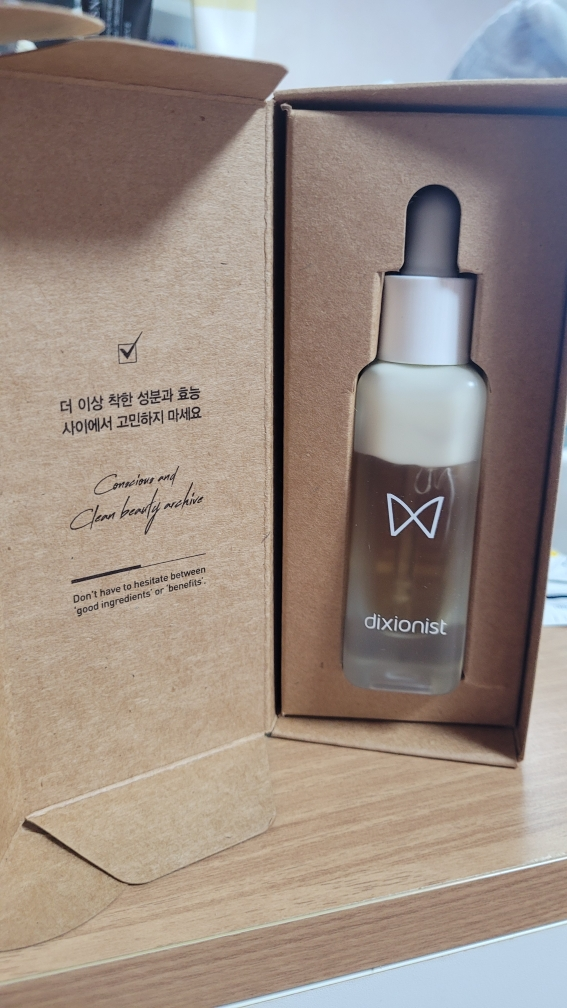 더 이상 착한 성분과 효능
사이에서 고민하지 마세요
Conscious and
Clean beauty archive
Don't have to hesitate between
'good ingredients' or 'benefits'.
dixionist